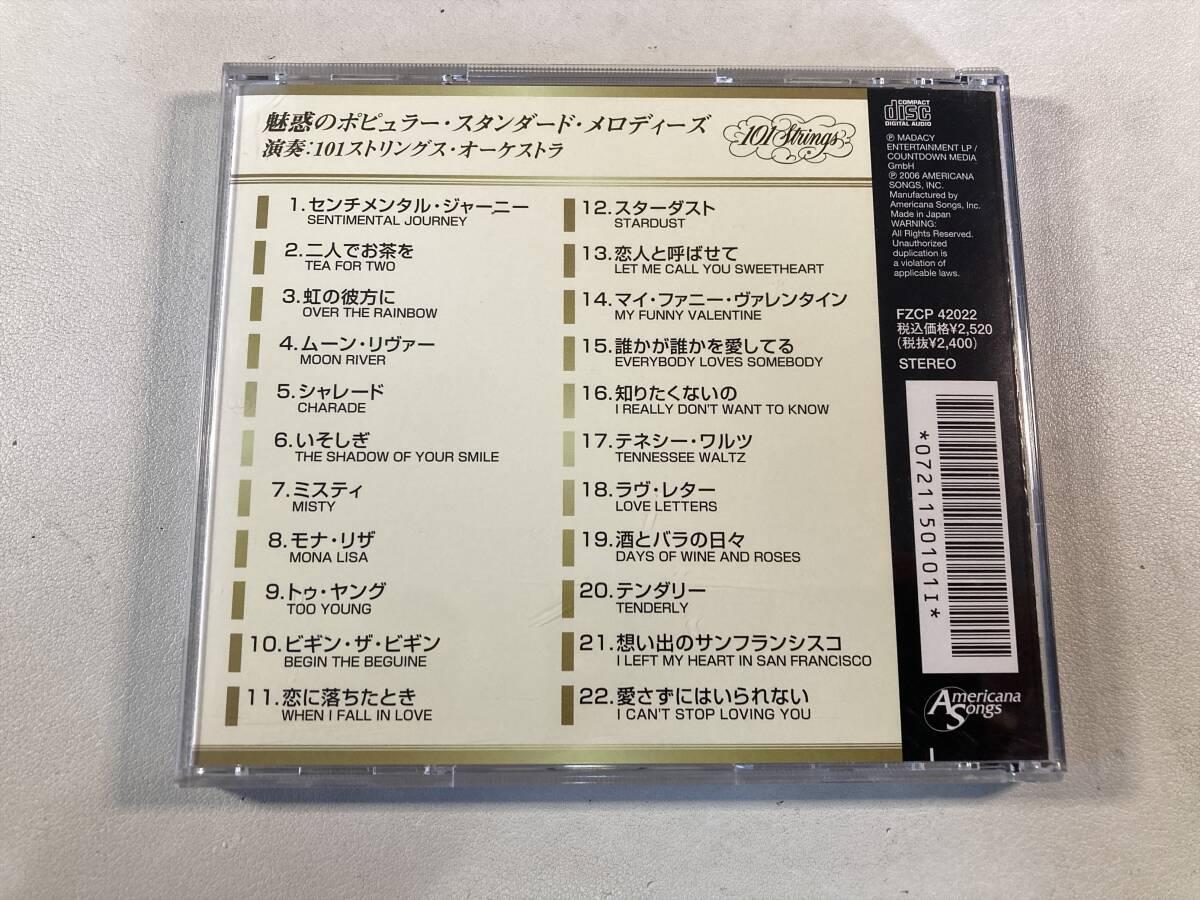 魅惑のポピュラー・スタンダード・メロディーズ
演奏:101ストリングス・オーケストラ
101 Strings
1.センチメンタル・ジャーニー
SENTIMENTAL JOURNEY
2.二人でお茶を
TEA FOR TWO
3.虹の彼方に
OVER THE RAINBOW
4.ムーン・リヴァー
MOON RIVER
5.シャレード
CHARADE
6.いそしぎ
THE SHADOW OF YOUR SMILE
7.ミスティ
MISTY
8.モナ・リザ
MONA LISA
9.トゥ・ヤング
TOO YOUNG
10.ビギン・ザ・ビギン
BEGIN THE BEGUINE
11.恋に落ちたとき
WHEN I FALL IN LOVE
12.スターダスト
STARDUST
13.恋人と呼ばせて
LET ME CALL YOU SWEETHEART
14.マイ・ファニー・ヴァレンタイン
MY FUNNY VALENTINE
15.誰かが誰かを愛してる
EVERYBODY LOVES SOMEBODY
16.知りたくないの
I REALLY DON'T WANT TO KNOW
17.テネシー・ワルツ
TENNESSEE WALTZ
18.ラヴ・レター
LOVE LETTERS
19.酒とバラの日々
DAYS OF WINE AND ROSES
20.テンダリー
TENDERLY
21.想い出のサンフランシスコ
I LEFT MY HEART IN SAN FRANCISCO
22.愛さずにはいられない
I CAN'T STOP LOVING YOU
COMPACT
disc
DIGITAL AUDIO
Ⓟ MADACY
ENTERTAINMENT LP /
COUNTDOWN MEDIA
GmbH
Ⓟ 2006 AMERICANA
SONGS, INC.
Manufactured by
Americana Songs, Inc.
Made in Japan
WARNING:
All Rights Reserved.
Unauthorized
duplication is
a violation of
applicable laws.
FZCP 42022
税込価格¥2,520
(税抜¥2,400)
STEREO
*072115010​1I*
Americana
Songs